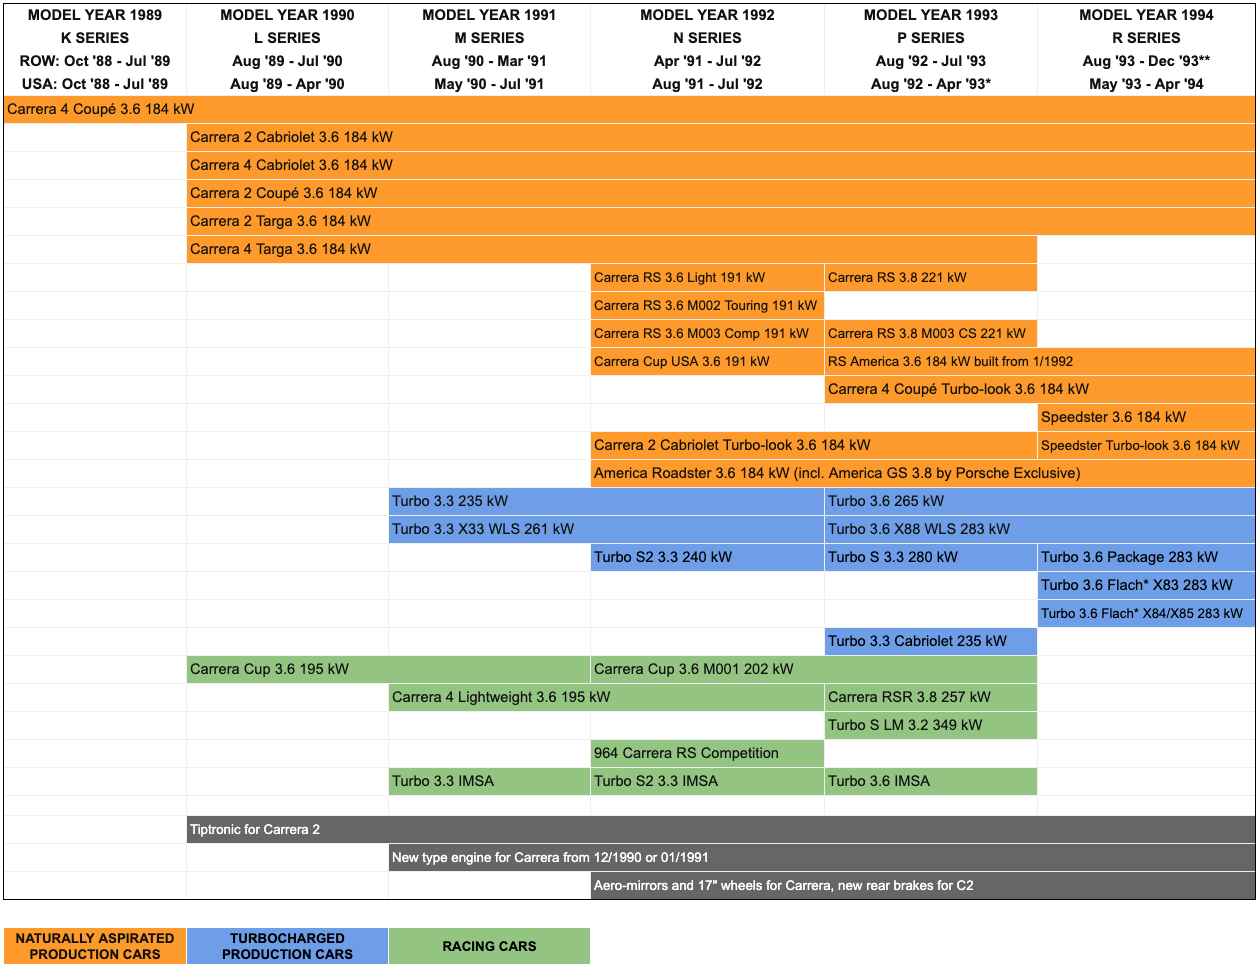 MODEL YEAR 1989 MODEL YEAR 1990 MODEL YEAR 1991 MODEL YEAR 1992 MODEL YEAR 1993 MODEL YEAR 1994
K SERIES L SERIES M SERIES N SERIES P SERIES R SERIES
ROW: Oct '88 - Jul '89 Aug '89 - Jul '90 Aug '90 - Mar '91 Apr '91 - Jul '92 Aug '92 - Jul '93 Aug '93 - Dec '93**
USA: Oct '88 - Jul '89 Aug '89 - Apr '90 May '90 - Jul '91 Aug '91 - Jul '92 Aug '92 - Apr '93* May '93 - Apr '94
Carrera 4 Coupé 3.6 184 kW
Carrera 2 Cabriolet 3.6 184 kW
Carrera 4 Cabriolet 3.6 184 kW
Carrera 2 Coupé 3.6 184 kW
Carrera 2 Targa 3.6 184 kW
Carrera 4 Targa 3.6 184 kW
Carrera RS 3.6 Light 191 kW Carrera RS 3.8 221 kW
Carrera RS 3.6 M002 Touring 191 kW
Carrera RS 3.6 M003 Comp 191 kW Carrera RS 3.8 M003 CS 221 kW
Carrera Cup USA 3.6 191 kW RS America 3.6 184 kW built from 1/1992
Carrera 4 Coupé Turbo-look 3.6 184 kW
Speedster 3.6 184 kW
Carrera 2 Cabriolet Turbo-look 3.6 184 kW Speedster Turbo-look 3.6 184 kW
America Roadster 3.6 184 kW (incl. America GS 3.8 by Porsche Exclusive)
Turbo 3.3 235 kW Turbo 3.6 265 kW
Turbo 3.3 X33 WLS 261 kW Turbo 3.6 X88 WLS 283 kW
Turbo S2 3.3 240 kW Turbo S 3.3 280 kW Turbo 3.6 Package 283 kW
Turbo 3.6 Flach* X83 283 kW
Turbo 3.6 Flach* X84/X85 283 kW
Turbo 3.3 Cabriolet 235 kW
Carrera Cup 3.6 195 kW Carrera Cup 3.6 M001 202 kW
Carrera 4 Lightweight 3.6 195 kW Carrera RSR 3.8 257 kW
Turbo S LM 3.2 349 kW
964 Carrera RS Competition
Turbo 3.3 IMSA Turbo S2 3.3 IMSA Turbo 3.6 IMSA
Tiptronic for Carrera 2
New type engine for Carrera from 12/1990 or 01/1991
Aero-mirrors and 17" wheels for Carrera, new rear brakes for C2
NATURALLY ASPIRATED
PRODUCTION CARS
TURBOCHARGED
PRODUCTION CARS
RACING CARS